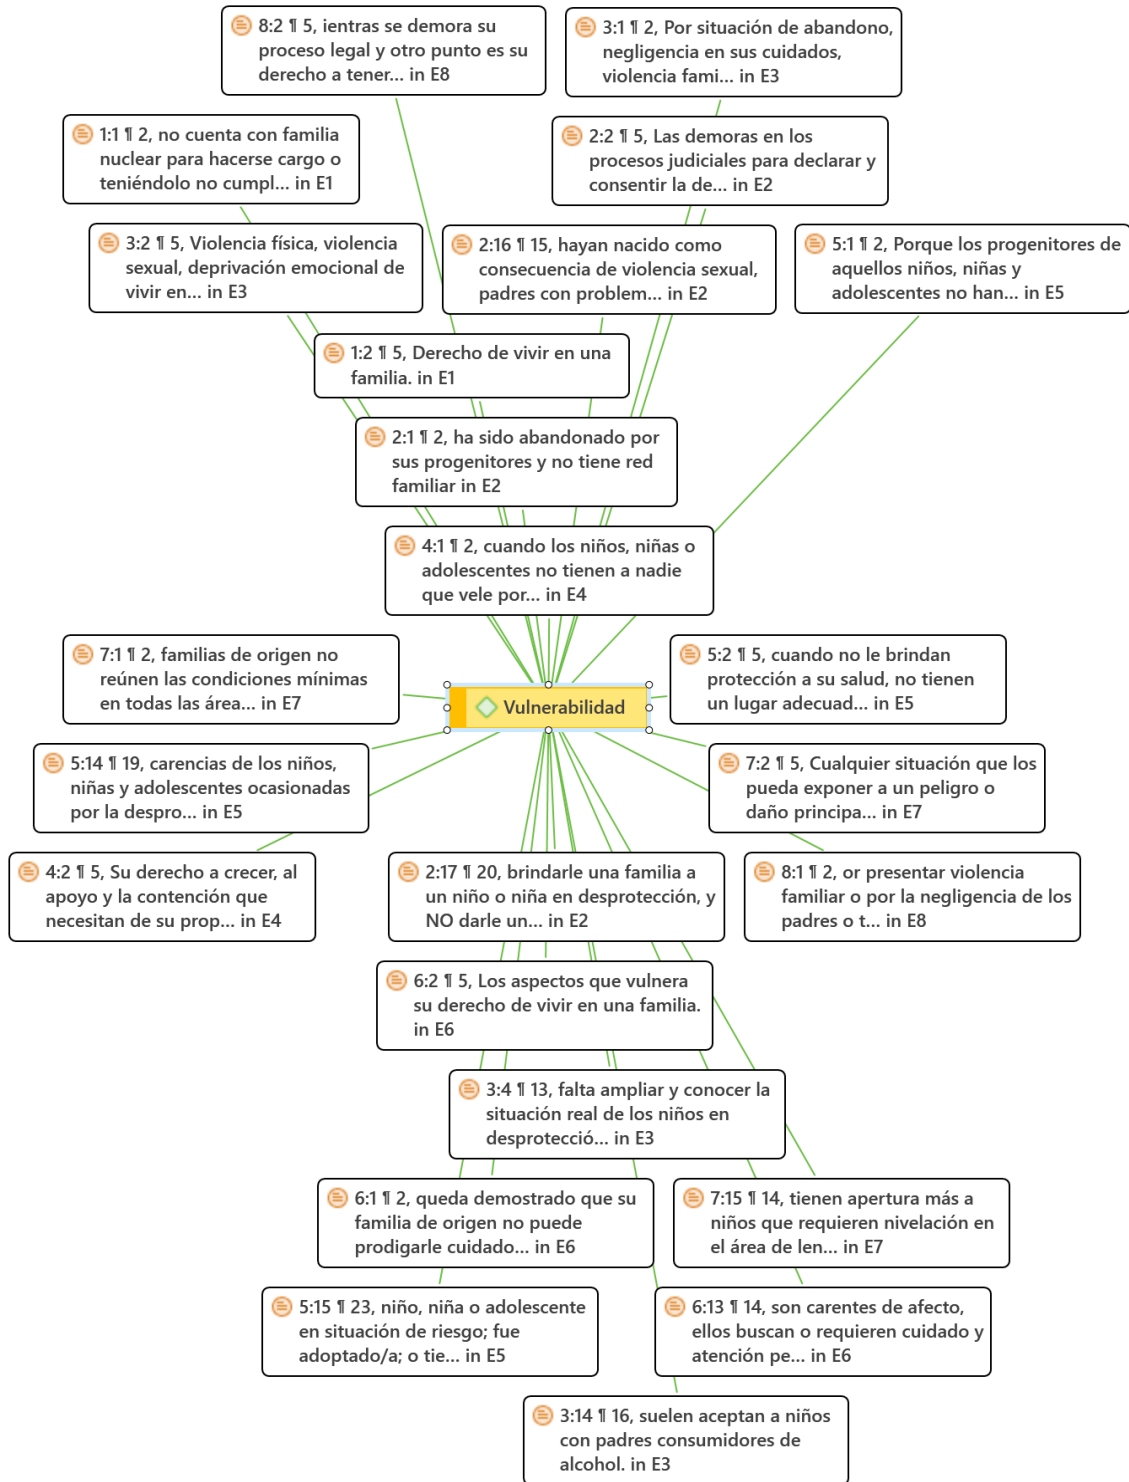 8:2 ¶ 5, ientras se demora su
proceso legal y otro punto es su
derecho a tener... in E8
3:1 ¶ 2, Por situación de abandono,
negligencia en sus cuidados,
violencia fami... in E3
1:1 ¶ 2, no cuenta con familia
nuclear para hacerse cargo o
teniéndolo no cumpl... in E1
2:2 ¶ 5, Las demoras en los
procesos judiciales para declarar y
consentir la de... in E2
3:2 ¶ 5, Violencia física, violencia
sexual, deprivación emocional de
vivir en... in E3
2:16 ¶ 15, hayan nacido como
consecuencia de violencia sexual,
padres con problem... in E2
5:1 ¶ 2, Porque los progenitores de
aquellos niños, niñas y
adolescentes no han... in E5
1:2 ¶ 5, Derecho de vivir en una
familia. in E1
2:1 ¶ 2, ha sido abandonado por
sus progenitores y no tiene red
familiar in E2
4:1 ¶ 2, cuando los niños, niñas o
adolescentes no tienen a nadie
que vele por... in E4
7:1 ¶ 2, familias de origen no
reúnen las condiciones mínimas
en todas las área... in E7
5:2 ¶ 5, cuando no le brindan
protección a su salud, no tienen
un lugar adecuad... in E5
Vulnerabilidad
5:14 ¶ 19, carencias de los niños,
niñas y adolescentes ocasionadas
por la despro... in E5
7:2 ¶ 5, Cualquier situación que los
pueda exponer a un peligro o
daño principa... in E7
4:2 ¶ 5, Su derecho a crecer, al
apoyo y la contención que
necesitan de su prop... in E4
2:17 ¶ 20, brindarle una familia a
un niño o niña en desprotección, y
NO darle un... in E2
8:1 ¶ 2, or presentar violencia
familiar o por la negligencia de los
padres o t... in E8
6:2 ¶ 5, Los aspectos que vulnera
su derecho de vivir en una familia.
in E6
3:4 ¶ 13, falta ampliar y conocer la
situación real de los niños en
desprotecció... in E3
6:1 ¶ 2, queda demostrado que su
familia de origen no puede
prodigarle cuidado... in E6
7:15 ¶ 14, tienen apertura más a
niños que requieren nivelación en
el área de len... in E7
5:15 ¶ 23, niño, niña o adolescente
en situación de riesgo; fue
adoptado/a; o tie... in E5
6:13 ¶ 14, son carentes de afecto,
ellos buscan o requieren cuidado y
atención pe... in E6
3:14 ¶ 16, suelen aceptan a niños
con padres consumidores de
alcohol. in E3